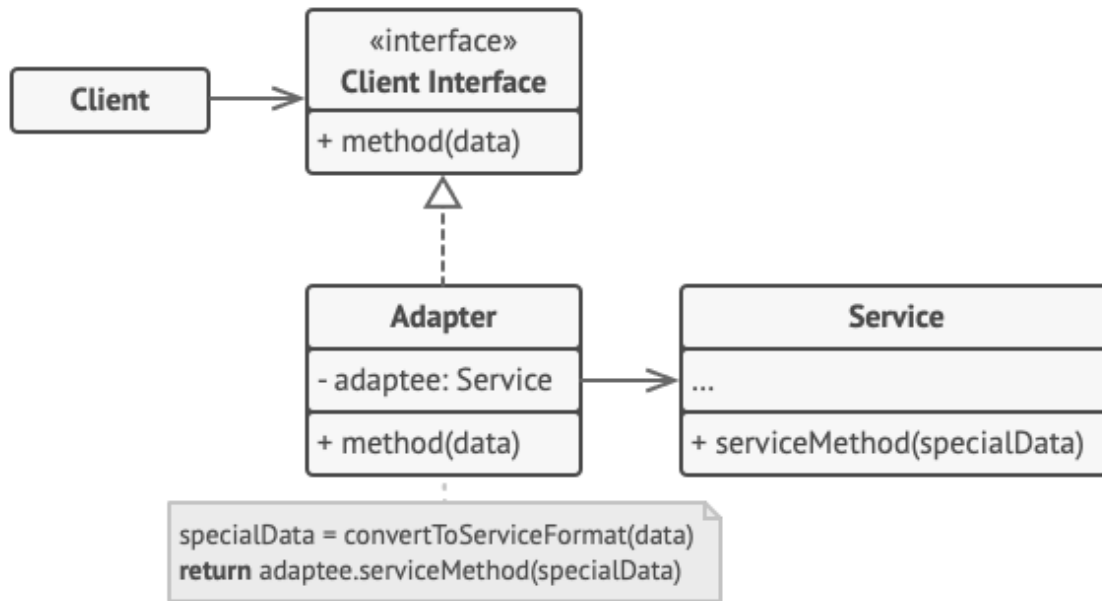 Client
«interface»
Client Interface
+ method(data)
Adapter
- adaptee: Service
+ method(data)
Service
...
+ serviceMethod(specialData)
specialData = convertToServiceFormat(data)
return adaptee.serviceMethod(specialData)